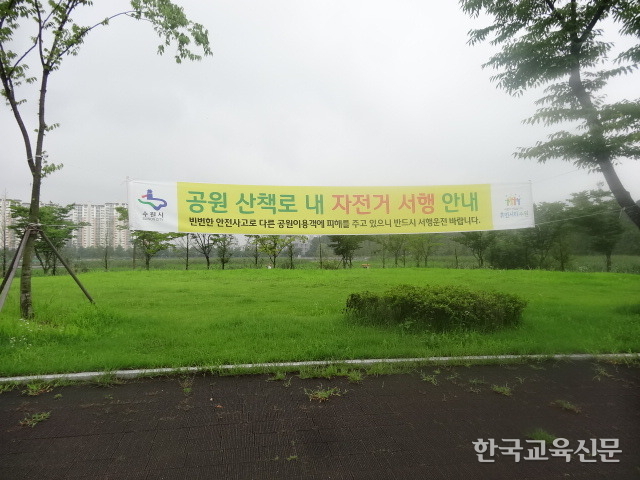 수원시
공원 산책로 내 자전거 서행 안내
빈번한 안전사고로 다른 공원이용객에 피해를 주고 있으니 반드시 서행운전 바랍니다.
한국교육신문